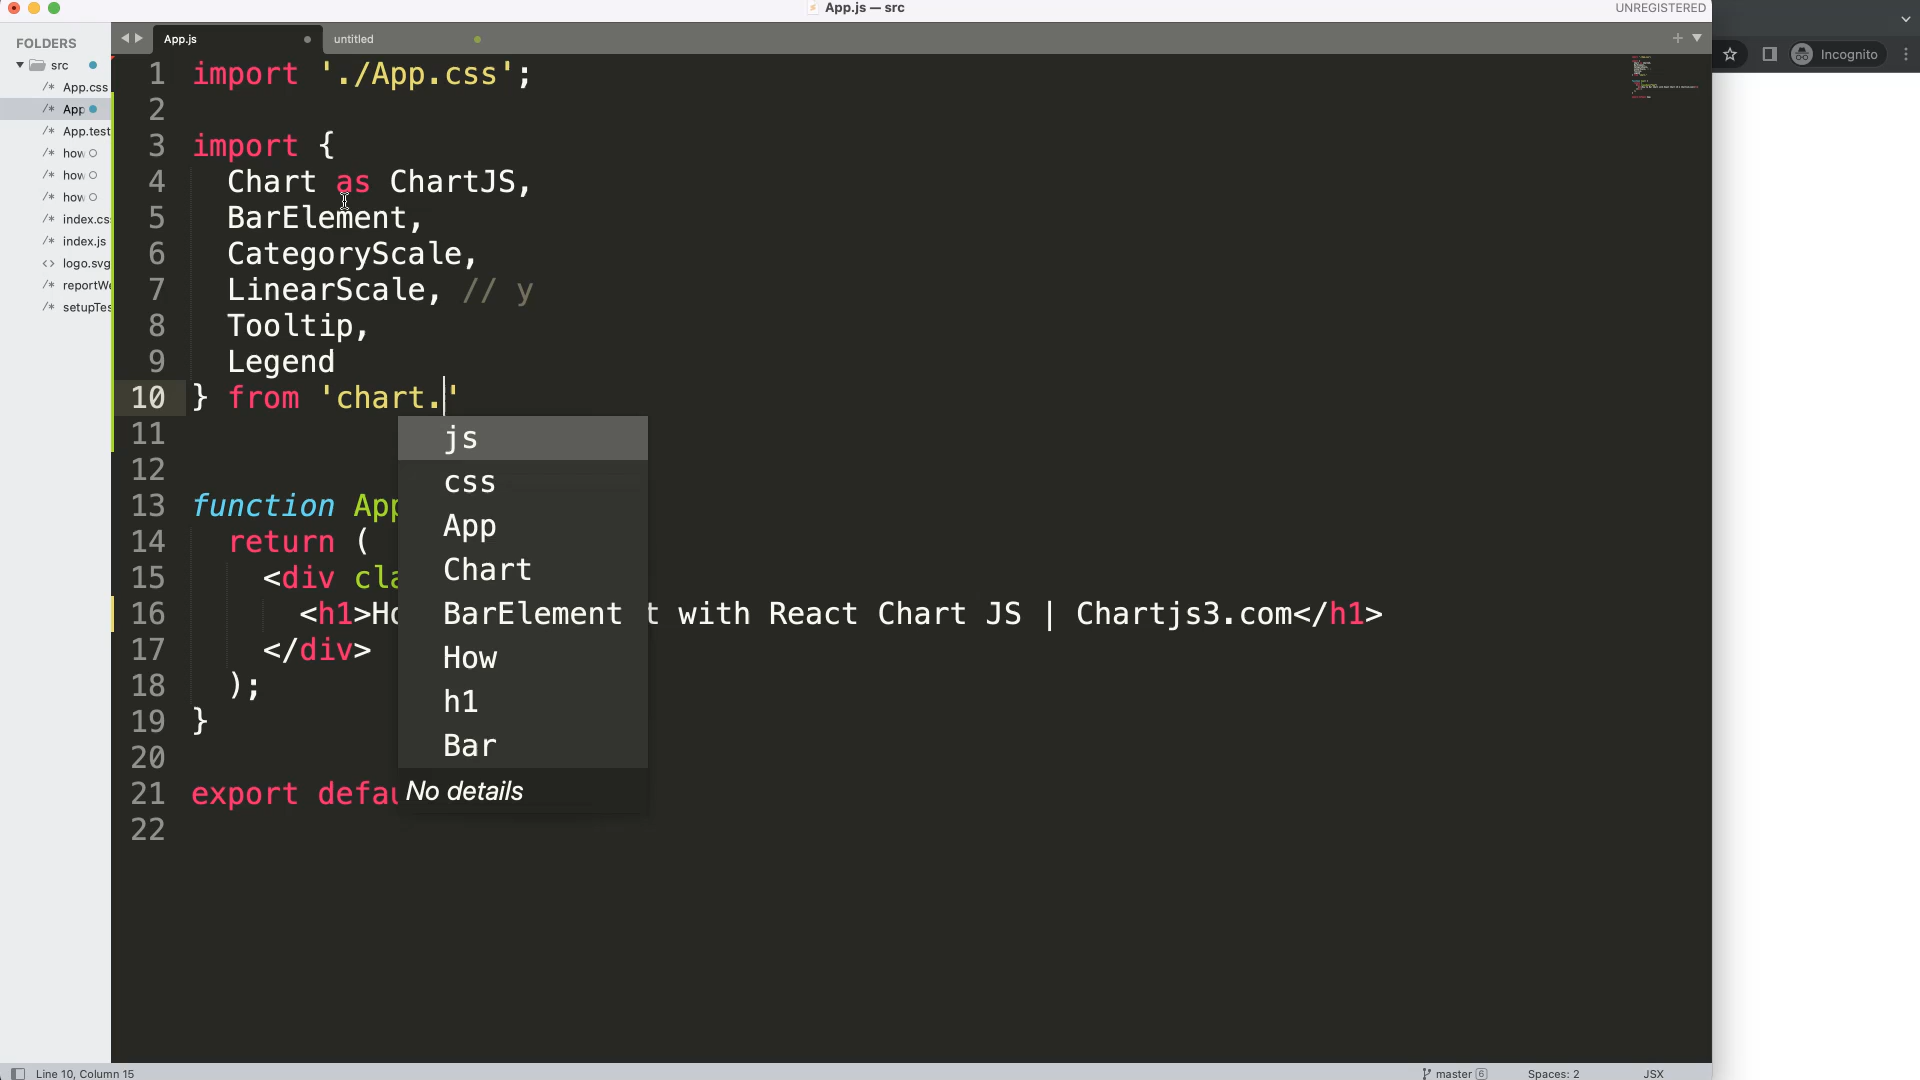 App.js — src
UNREGISTERED
FOLDERS
src
App.css
App
App.test
how
how
how
index.cs
index.js
logo.svg
reportWe
setupTes
App.js
untitled
Incognito
1 import './App.css';
2
3 import {
4 Chart as ChartJS,
5 BarElement,
6 CategoryScale,
7 LinearScale, // y
8 Tooltip,
9 Legend
10 } from 'chart.'
11
12
13 function App
14 return (
15 <div cla
16 <h1>Ho t with React Chart JS | Chartjs3.com</h1>
17 </div>
18 );
19 }
20
21 export defau
22
js
css
App
Chart
BarElement
How
h1
Bar
No details
Line 10, Column 15
master 6
Spaces: 2
JSX